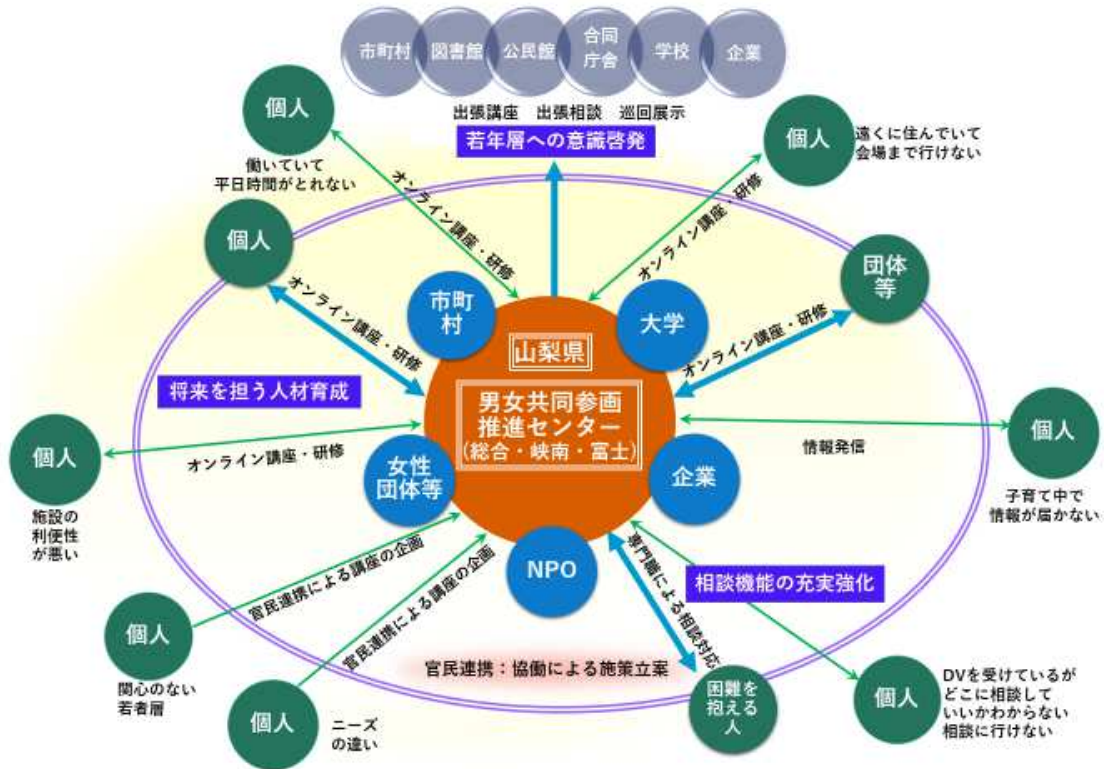 市町村
図書館
公民館
合同
庁舎
学校
企業
出張講座　出張相談　巡回展示
若年層への意識啓発
個人
働いていて
平日時間がとれない
オンライン講座・研修
個人
遠くに住んでいて
会場まで行けない
オンライン講座・研修
個人
オンライン講座・研修
団体
等
オンライン講座・研修
市町
村
大学
山梨県
男女共同参画
推進センター
(総合・峡南・富士)
女性
団体等
企業
NPO
将来を担う人材育成
個人
施設の
利便性
が悪い
オンライン講座・研修
情報発信
個人
子育て中で
情報が届かない
官民連携による講座の企画
個人
関心のない
若者層
官民連携による講座の企画
個人
ニーズ
の違い
官民連携：協働による施策立案
専門職による相談対応
相談機能の充実強化
困難を
抱える
人
個人
DVを受けているが
どこに相談して
いいかわからない
相談に行けない